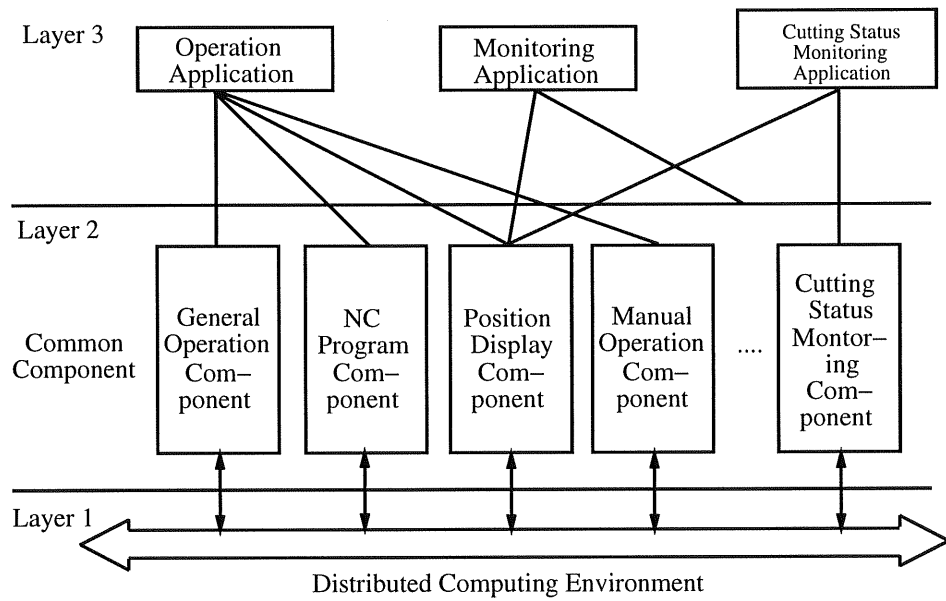 Layer 3
Operation
Application
Monitoring
Application
Cutting Status
Monitoring
Application
Layer 2
Common
Component
General
Operation
Com–
ponent
NC
Program
Com–
ponent
Position
Display
Com–
ponent
Manual
Operation
Com–
ponent
....
Cutting
Status
Montor–
ing
Com–
ponent
Layer 1
Distributed Computing Environment